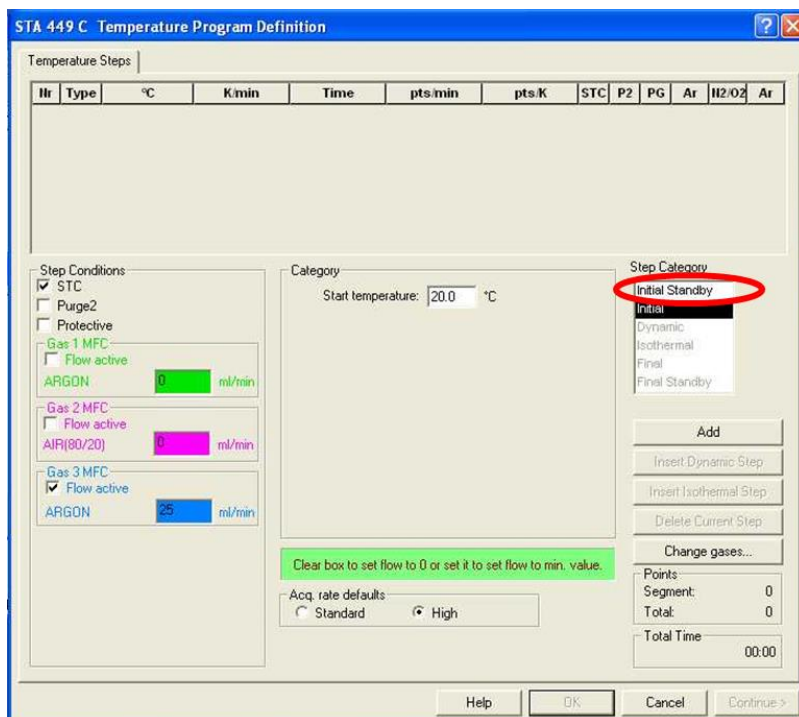 STA 449 C Temperature Program Definition
Temperature Steps
Nr Type °C K/min Time pts/min pts/K STC P2 PG Ar N2/O2 Ar
Step Conditions
STC
Purge2
Protective
Gas 1 MFC
Flow active
ARGON 0 ml/min
Gas 2 MFC
Flow active
AIR(80/20) 0 ml/min
Gas 3 MFC
Flow active
ARGON 25 ml/min
Category
Start temperature: 20.0 °C
Clear box to set flow to 0 or set it to set flow to min. value.
Acq. rate defaults
Standard High
Step Category
Initial Standby
Initial
Dynamic
Isothermal
Final
Final Standby
Add
Insert Dynamic Step
Insert Isothermal Step
Delete Current Step
Change gases...
Points
Segment: 0
Total: 0
Total Time
00:00
Help OK Cancel Continue >